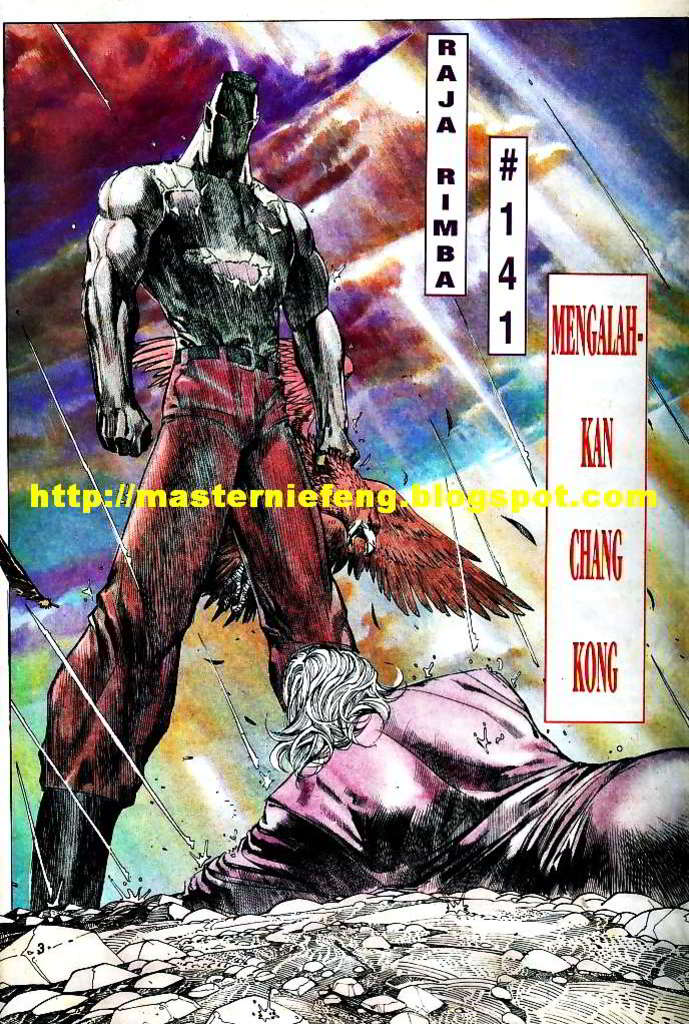 RAJA RIMBA
#141
MENGALAH-
KAN
CHANG
KONG
http://masterniefeng.blogspot.com
3